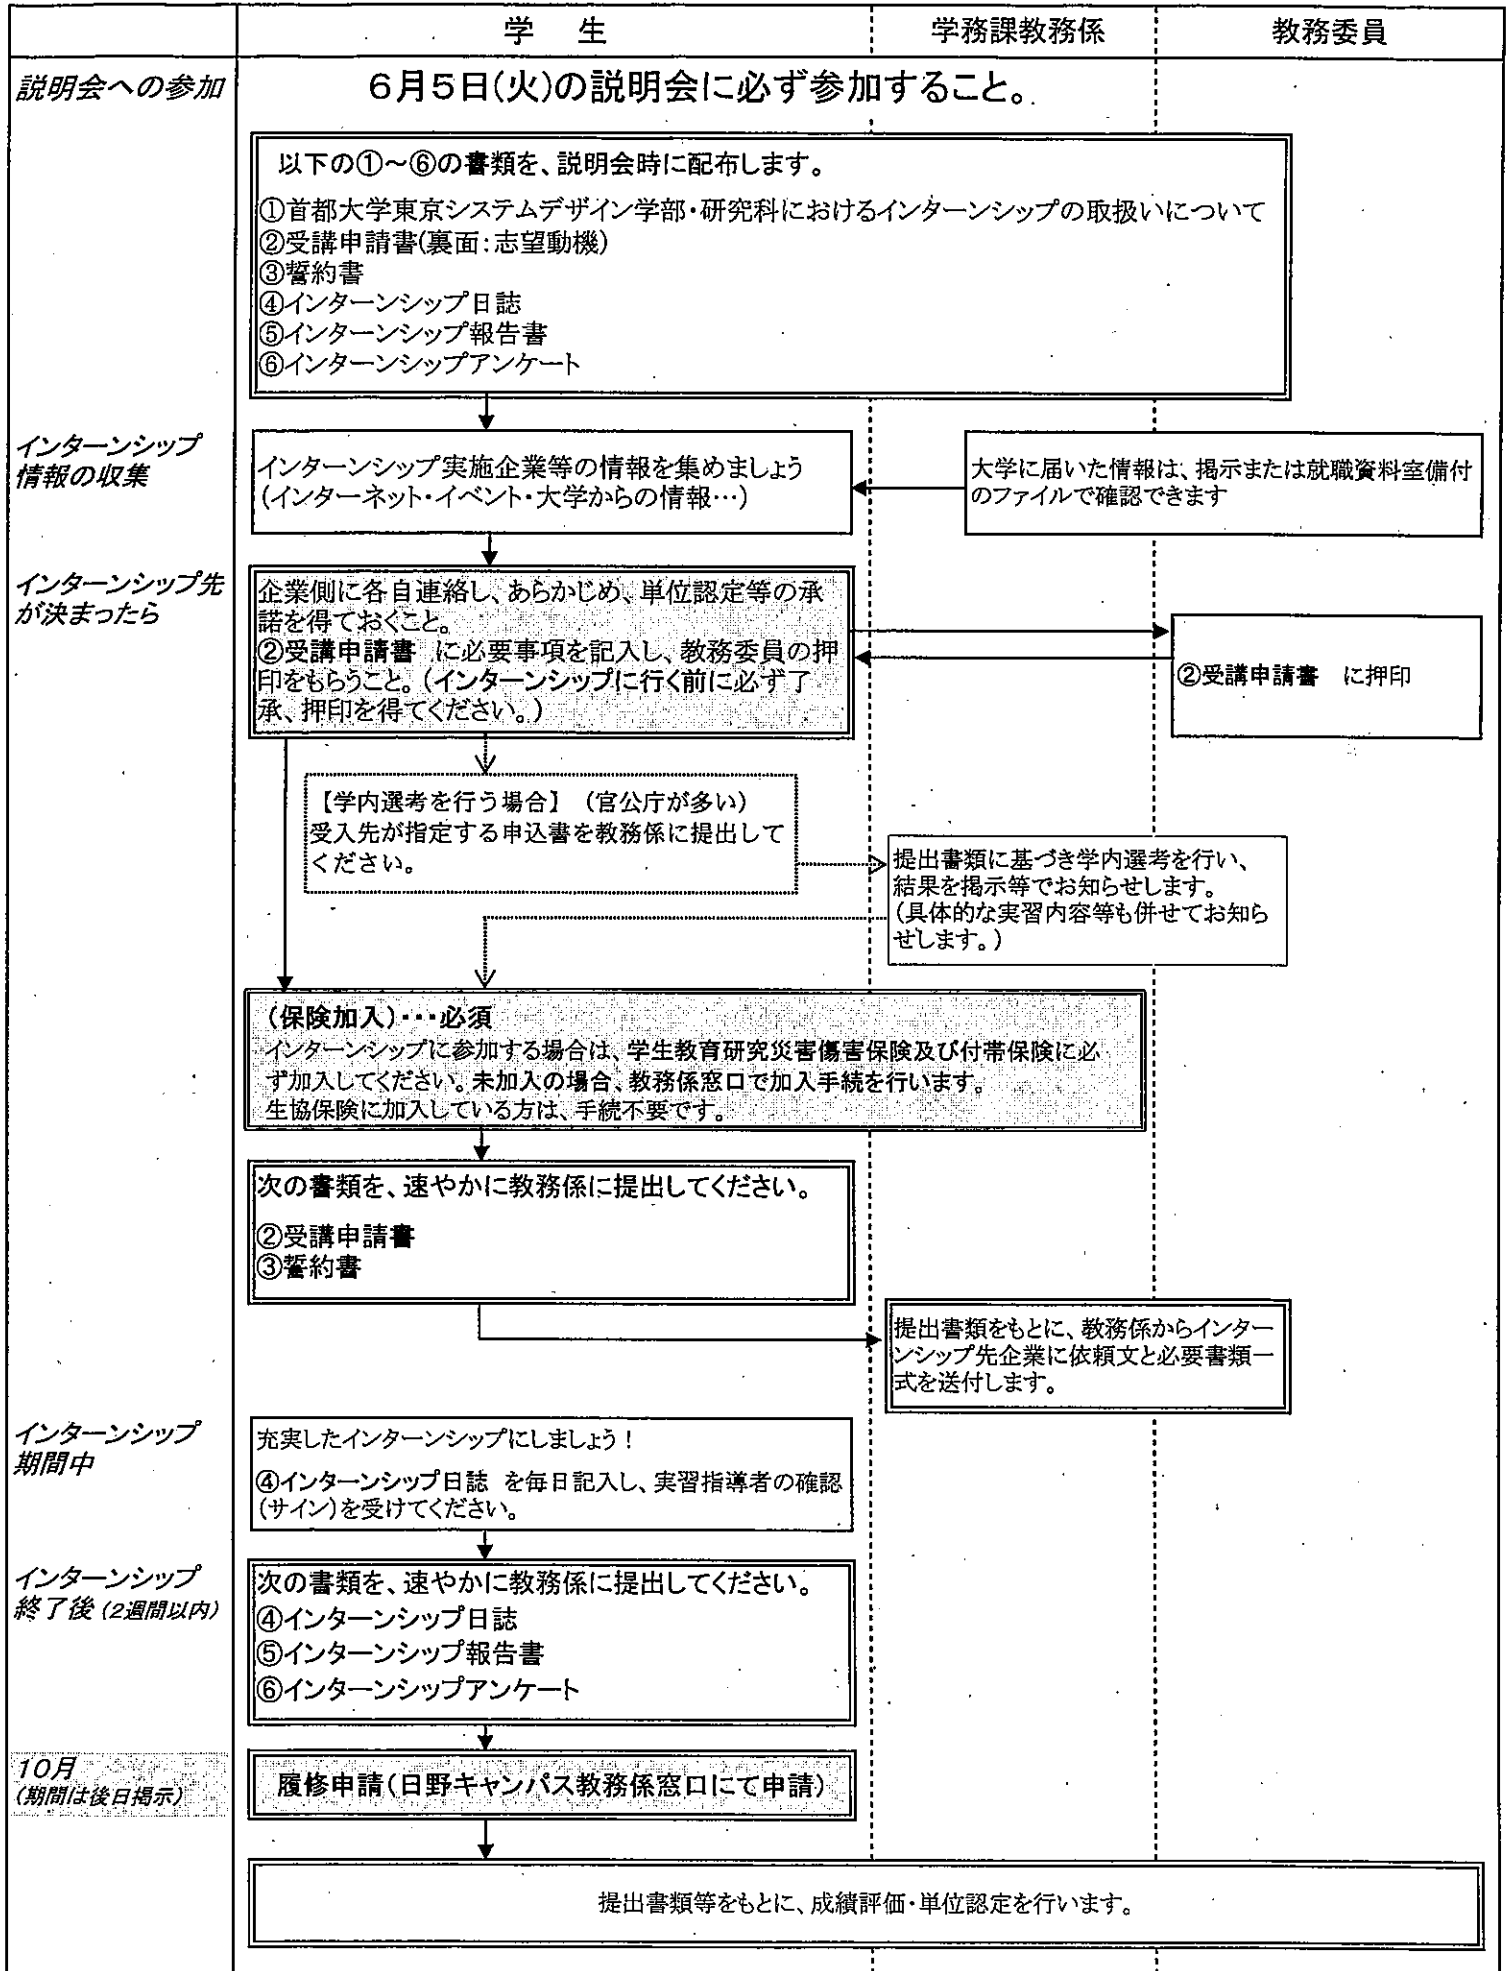 学 生
学務課教務係
教務委員
説明会への参加
6月5日(火)の説明会に必ず参加すること。
以下の①～⑥の書類を、説明会時に配布します。
①首都大学東京システムデザイン学部・研究科におけるインターンシップの取扱いについて
②受講申請書(裏面:志望動機)
③誓約書
④インターンシップ日誌
⑤インターンシップ報告書
⑥インターンシップアンケート
インターンシップ
情報の収集
インターンシップ実施企業等の情報を集めましょう
(インターネット・イベント・大学からの情報…)
大学に届いた情報は、掲示または就職資料室備付
のファイルで確認できます
インターンシップ先
が決まったら
企業側に各自連絡し、あらかじめ、単位認定等の承
諾を得ておくこと。
②受講申請書 に必要事項を記入し、教務委員の押
印をもらうこと。(インターンシップに行く前に必ず了
承、押印を得てください。)
②受講申請書 に押印
【学内選考を行う場合】 (官公庁が多い)
受入先が指定する申込書を教務係に提出して
ください。
提出書類に基づき学内選考を行い、
結果を掲示等でお知らせします。
(具体的な実習内容等も併せてお知ら
せします。)
(保険加入)・・・必須
インターンシップに参加する場合は、学生教育研究災害傷害保険及び付帯保険に必
ず加入してください。未加入の場合、教務係窓口で加入手続を行います。
生協保険に加入している方は、手続不要です。
次の書類を、速やかに教務係に提出してください。
②受講申請書
③誓約書
提出書類をもとに、教務係からインター
ンシップ先企業に依頼文と必要書類一
式を送付します。
インターンシップ
期間中
充実したインターンシップにしましょう!
④インターンシップ日誌 を毎日記入し、実習指導者の確認
(サイン)を受けてください。
インターンシップ
終了後(2週間以内)
次の書類を、速やかに教務係に提出してください。
④インターンシップ日誌
⑤インターンシップ報告書
⑥インターンシップアンケート
10月
(期間は後日掲示)
履修申請(日野キャンパス教務係窓口にて申請)
提出書類等をもとに、成績評価・単位認定を行います。